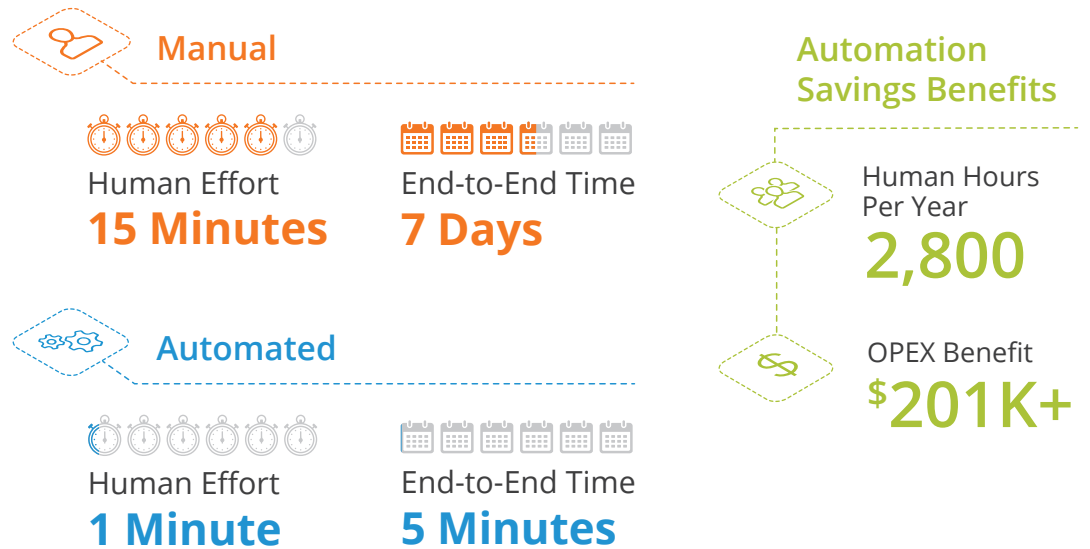 Manual
Human Effort
15 Minutes
End-to-End Time
7 Days
Automated
Human Effort
1 Minute
End-to-End Time
5 Minutes
Automation
Savings Benefits
Human Hours
Per Year
2,800
OPEX Benefit
$201K+